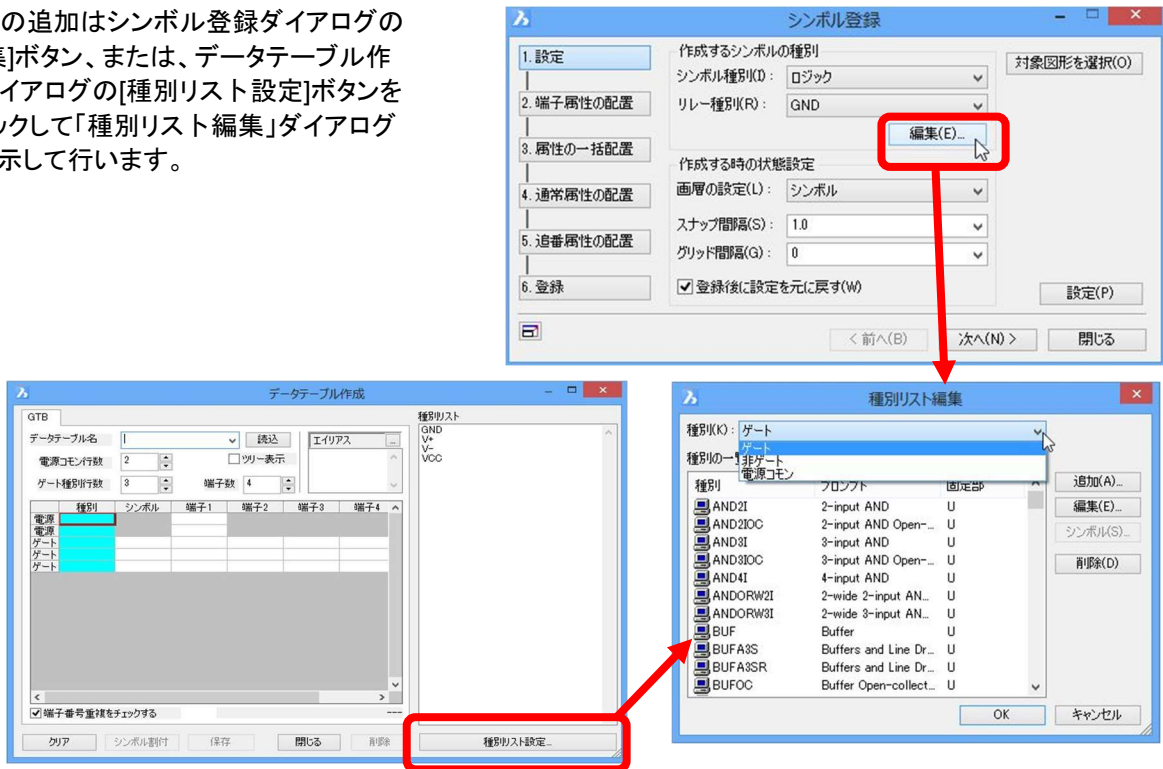 の追加はシンボル登録ダイアログの
集]ボタン、または、データテーブル作
イアログの[種別リスト設定]ボタンを
ックして「種別リスト編集」ダイアログ
示して行います。
シンボル登録
1. 設定
2. 端子属性の配置
3. 属性の一括配置
4. 通常属性の配置
5. 追番属性の配置
6. 登録
作成するシンボルの種別
シンボル種別(I): ロジック
リレー種別(R): GND
編集(E)...
作成する時の状態設定
画層の設定(L): シンボル
スナップ間隔(S): 1.0
グリッド間隔(G): 0
登録後に設定を元に戻す(W)
対象図形を選択(O)
設定(P)
< 前へ(B)
次へ(N) >
閉じる
データテーブル作成
GTB
データテーブル名
読込
エイリアス
...
電源コモン行数 2
ツリー表示
ゲート種別行数 3
端子数 4
種別 シンボル 端子1 端子2 端子3 端子4
電源
電源
ゲート
ゲート
ゲート
端子番号重複をチェックする
---
クリア
シンボル割付
保存
閉じる
削除
種別リスト
GND
V+
V-
VCC
種別リスト設定...
種別リスト編集
種別(K): ゲート
ゲート
非ゲート
電源コモン
種別の一
種別 プロンプト 固定部
AND2I 2-input AND U
AND2IOC 2-input AND Open-... U
AND3I 3-input AND U
AND3IOC 3-input AND Open-... U
AND4I 4-input AND U
ANDORW2I 2-wide 2-input AN... U
ANDORW3I 2-wide 3-input AN... U
BUF Buffer U
BUFA3S Buffers and Line Dr... U
BUFA3SR Buffers and Line Dr... U
BUFOC Buffer Open-collect... U
追加(A)...
編集(E)...
シンボル(S)...
削除(D)
OK
キャンセル